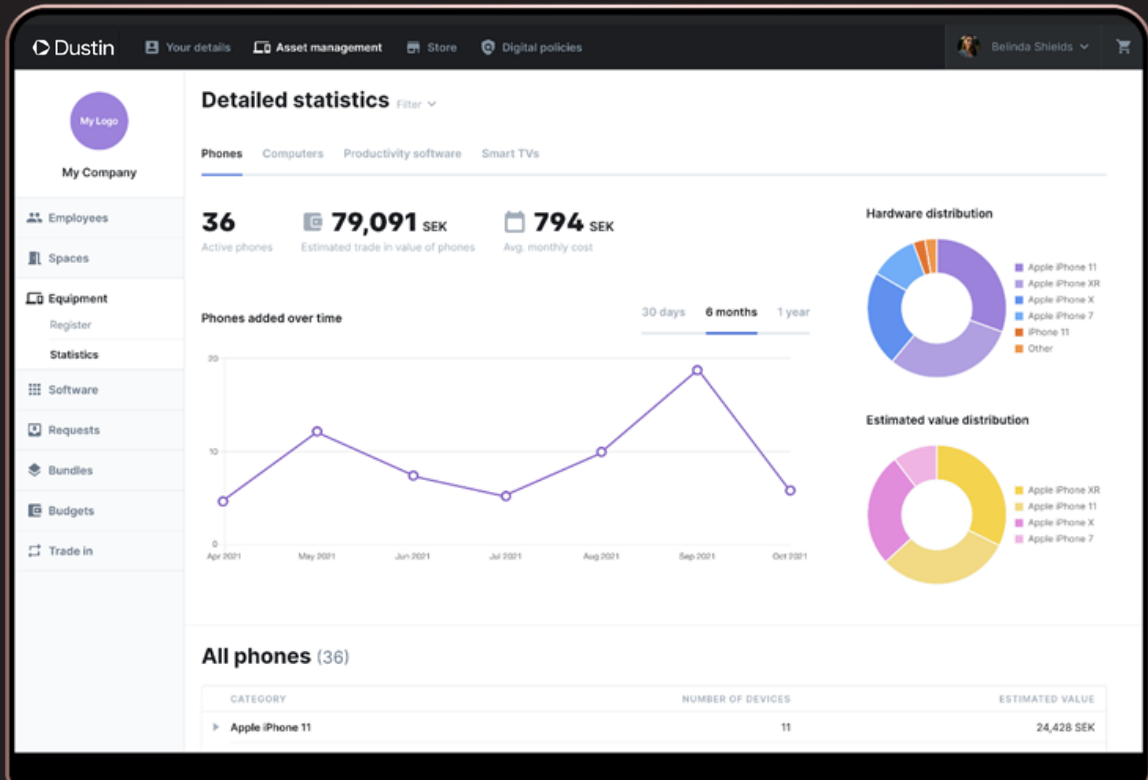 Dustin
Your details
Asset management
Store
Digital policies
Belinda Shields
My Logo
My Company
Employees
Spaces
Equipment
Register
Statistics
Software
Requests
Bundles
Budgets
Trade in
Detailed statistics Filter
Phones Computers Productivity software Smart TVs
36
Active phones
79,091 SEK
Estimated trade in value of phones
794 SEK
Avg. monthly cost
Phones added over time
30 days 6 months 1 year
20
10
0
Apr 2021 May 2021 Jun 2021 Jul 2021 Aug 2021 Sep 2021 Oct 2021
Hardware distribution
Apple iPhone 11
Apple iPhone XR
Apple iPhone X
Apple iPhone 7
iPhone 11
Other
Estimated value distribution
Apple iPhone XR
Apple iPhone 11
Apple iPhone X
Apple iPhone 7
All phones (36)
CATEGORY NUMBER OF DEVICES ESTIMATED VALUE
Apple iPhone 11 11 24,428 SEK